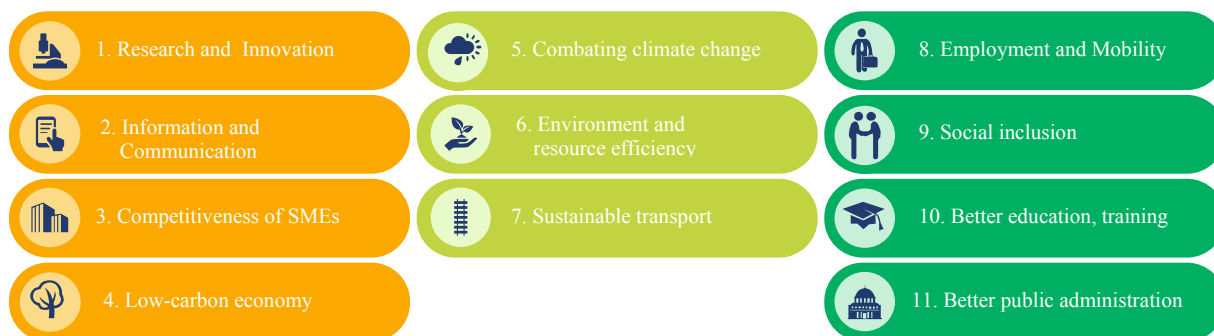 1. Research and Innovation
2. Information and
Communication
3. Competitiveness of SMEs
4. Low-carbon economy
5. Combating climate change
6. Environment and
resource efficiency
7. Sustainable transport
8. Employment and Mobility
9. Social inclusion
10. Better education, training
11. Better public administration